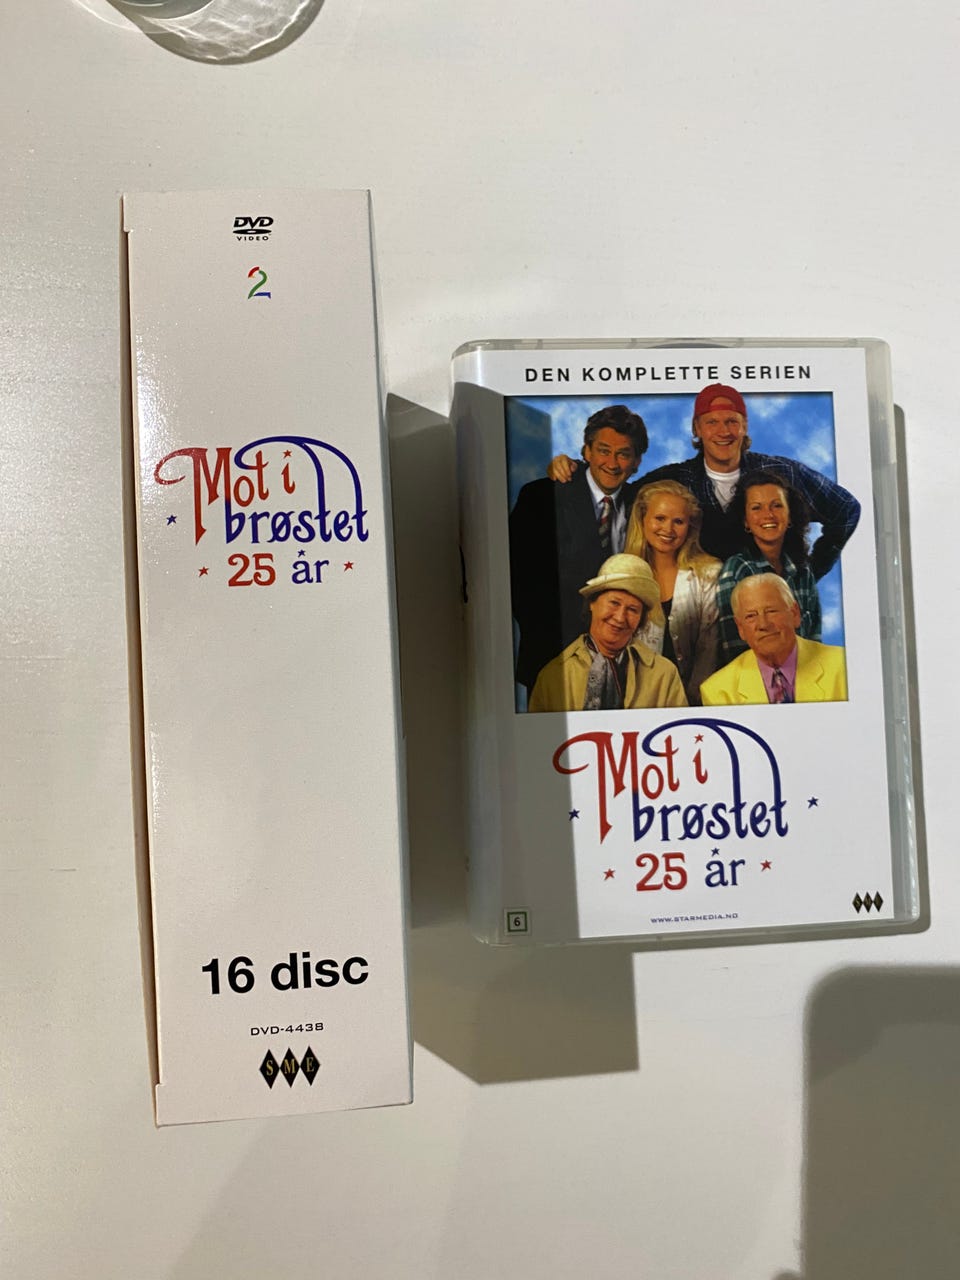 DVD
VIDEO
2
Mot i
brøstet
25 år
16 disc
DVD-4438
SME
DEN KOMPLETTE SERIEN
Mot i
brøstet
25 år
6
WWW.STARMEDIA.NO
SME